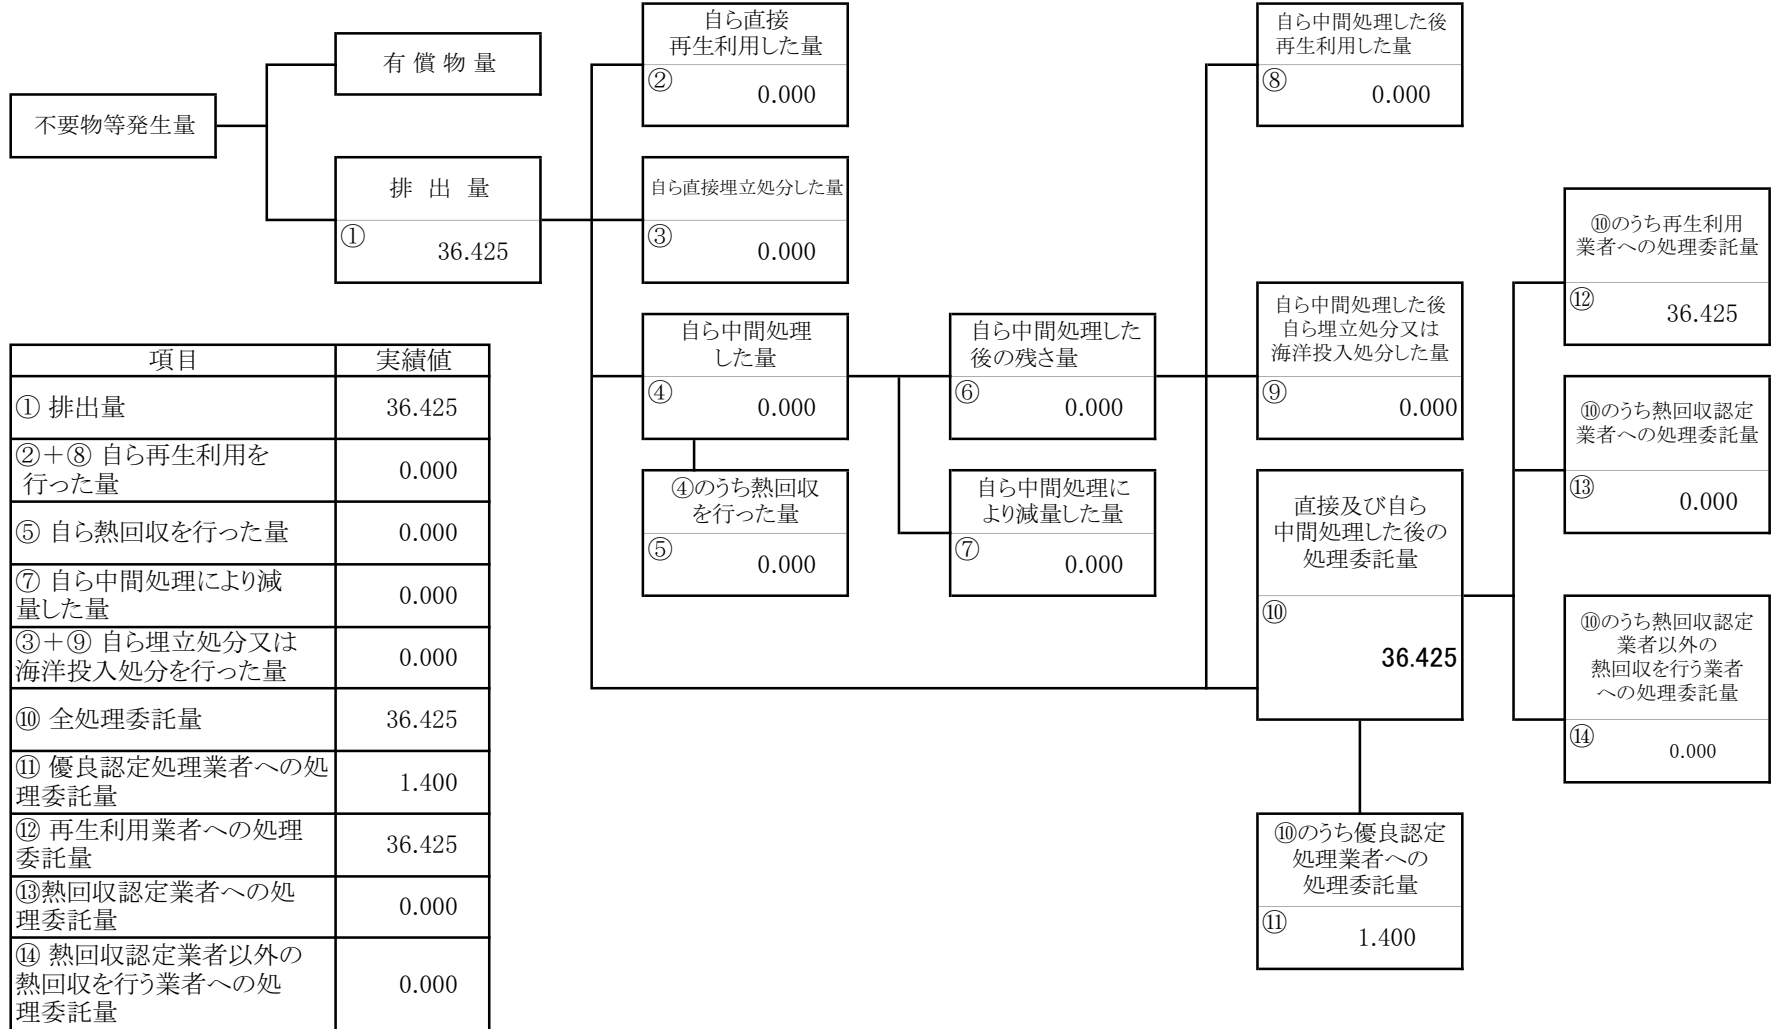 不要物等発生量
有 償 物 量
排 出 量
①
36.425
自ら直接
再生利用した量
②
0.000
自ら直接埋立処分した量
③
0.000
自ら中間処理
した量
④
0.000
④のうち熱回収
を行った量
⑤
0.000
自ら中間処理した
後の残さ量
⑥
0.000
自ら中間処理に
より減量した量
⑦
0.000
自ら中間処理した後
再生利用した量
⑧
0.000
自ら中間処理した後
自ら埋立処分又は
海洋投入処分した量
⑨
0.000
直接及び自ら
中間処理した後の
処理委託量
⑩
36.425
⑩のうち優良認定
処理業者への
処理委託量
⑪
1.400
⑩のうち再生利用
業者への処理委託量
⑫
36.425
⑩のうち熱回収認定
業者への処理委託量
⑬
0.000
⑩のうち熱回収認定
業者以外の
熱回収を行う業者
への処理委託量
⑭
0.000
項目 実績値
① 排出量 36.425
②＋⑧ 自ら再生利用を
行った量 0.000
⑤ 自ら熱回収を行った量 0.000
⑦ 自ら中間処理により減
量した量 0.000
③＋⑨ 自ら埋立処分又は
海洋投入処分を行った量 0.000
⑩ 全処理委託量 36.425
⑪ 優良認定処理業者への処
理委託量 1.400
⑫ 再生利用業者への処理
委託量 36.425
⑬熱回収認定業者への処
理委託量 0.000
⑭ 熱回収認定業者以外の
熱回収を行う業者への処
理委託量 0.000